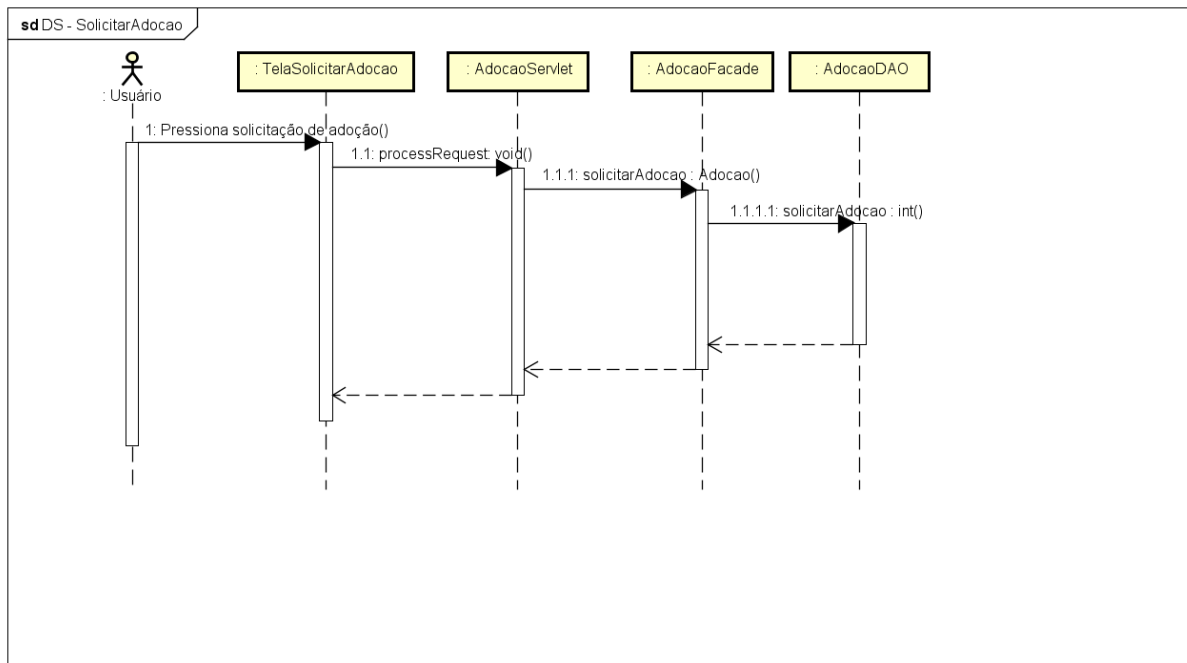 sd DS - SolicitarAdocao
: Usuário
: TelaSolicitarAdocao
: AdocaoServlet
: AdocaoFacade
: AdocaoDAO
1: Pressiona solicitação de adoção()
1.1: processRequest: void()
1.1.1: solicitarAdocao : Adocao()
1.1.1.1: solicitarAdocao : int()